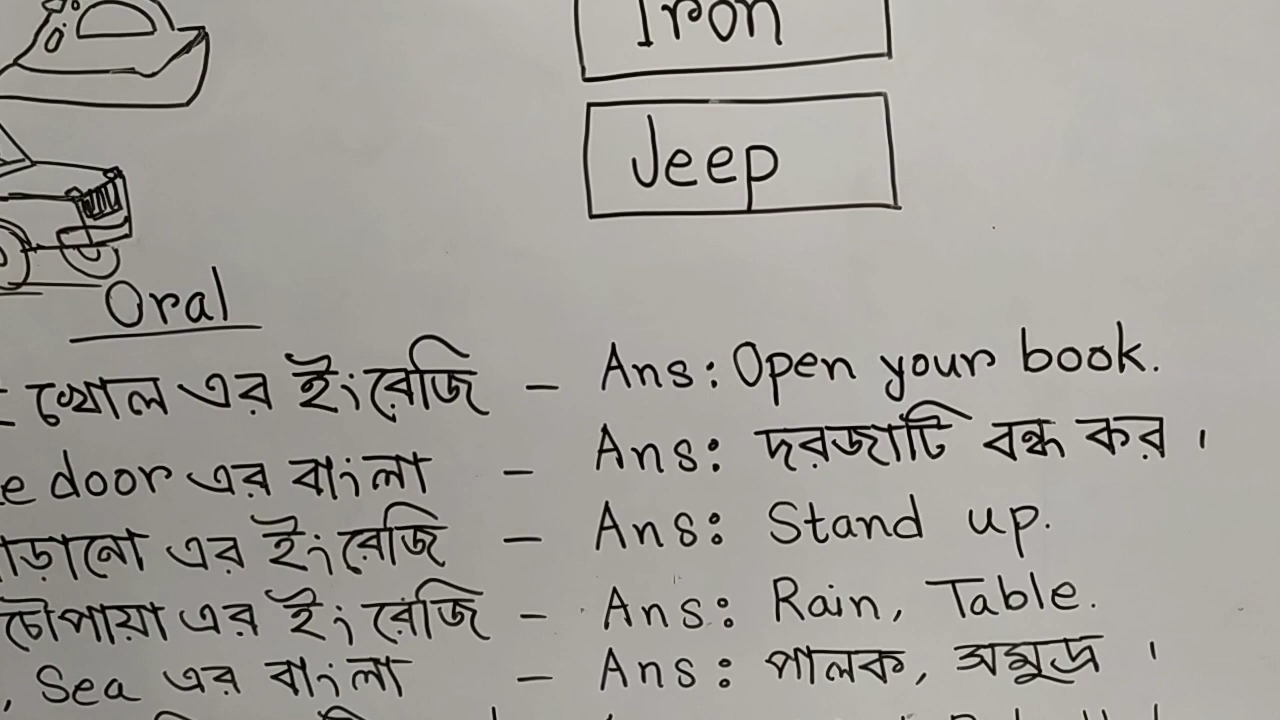 Iron
Jeep
Oral
খোল এর ইংরেজি – Ans: Open your book.
door এর বাংলা – Ans: দরজাটি বন্ধ কর।
এর ইংরেজি – Ans: Stand up.
চৌপায়া এর ইংরেজি – Ans: Rain, Table.
, Sea এর বাংলা – Ans: পালক, সমুদ্র।